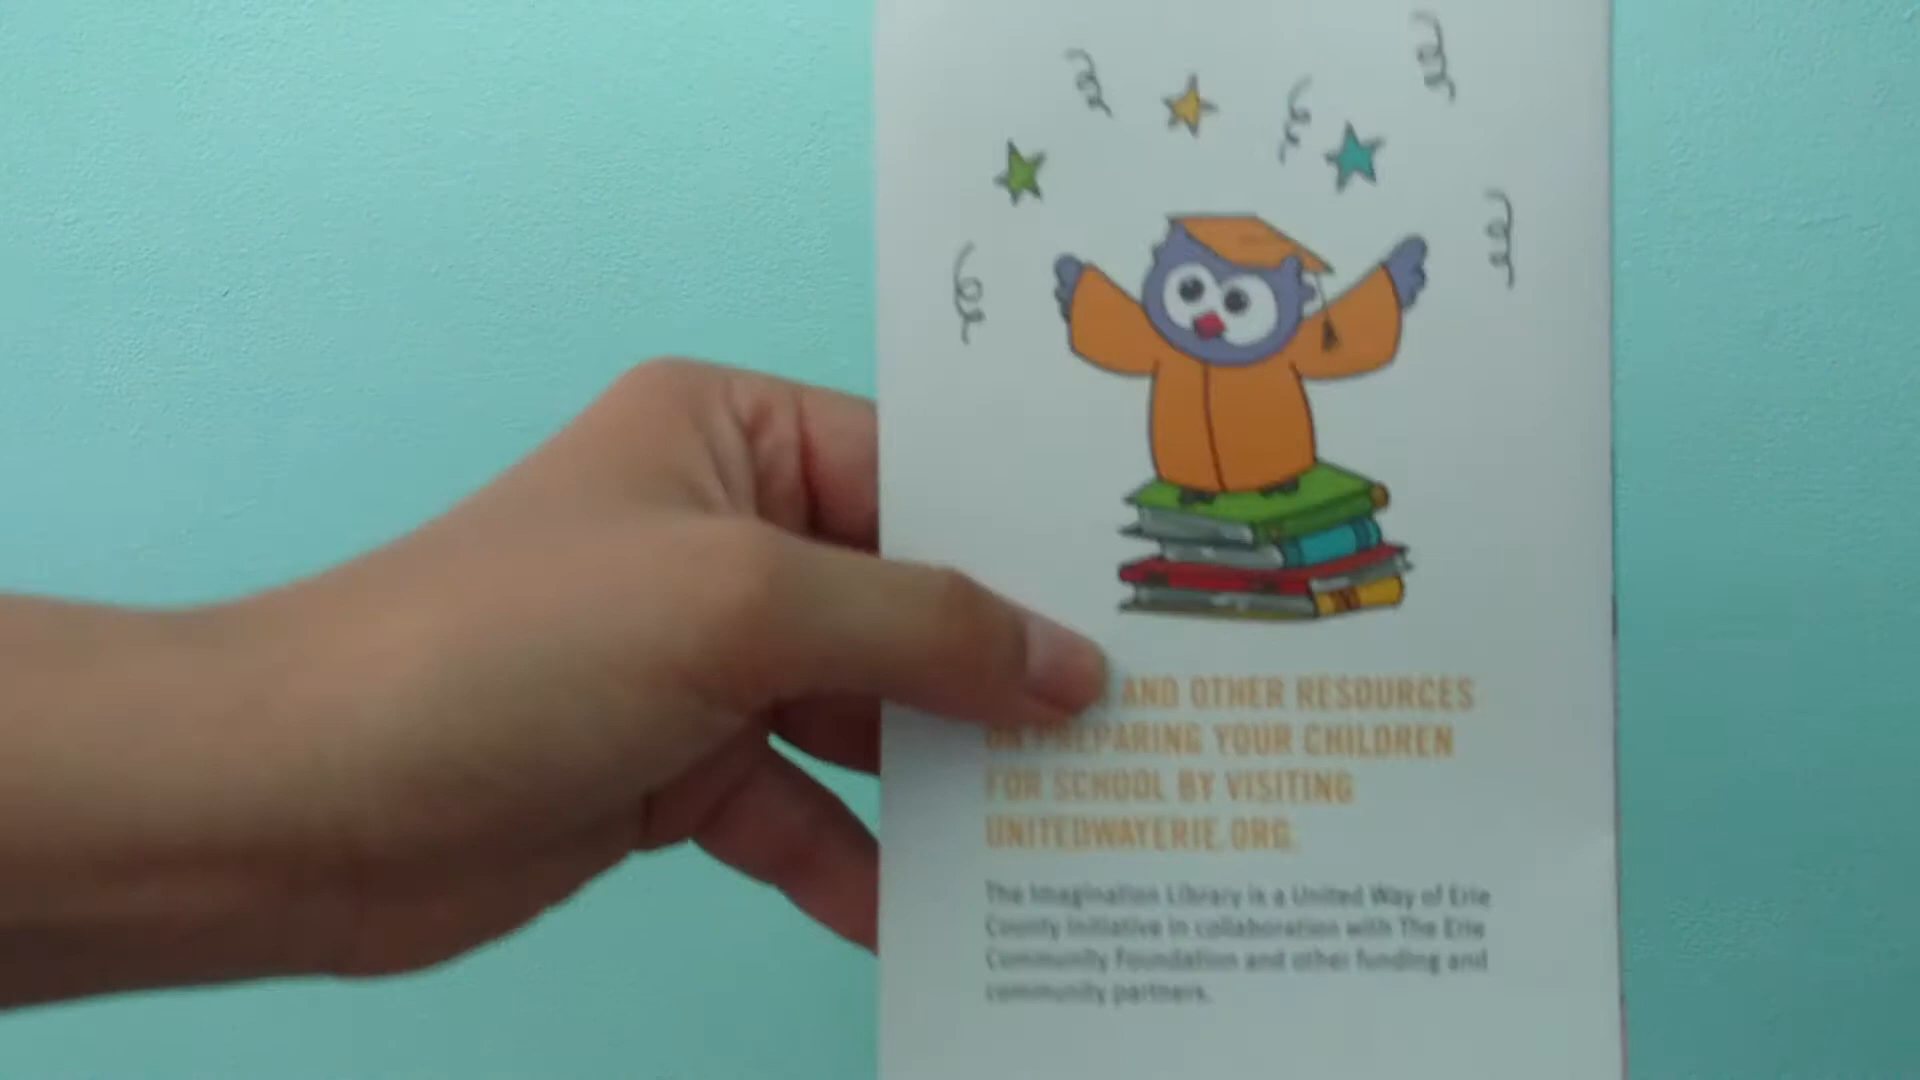 AND OTHER RESOURCES
ON PREPARING YOUR CHILDREN
FOR SCHOOL BY VISITING
UNITEDWAYERIE.ORG.
The Imagination Library is a United Way of Erie
County initiative in collaboration with The Erie
Community Foundation and other funding and
community partners.